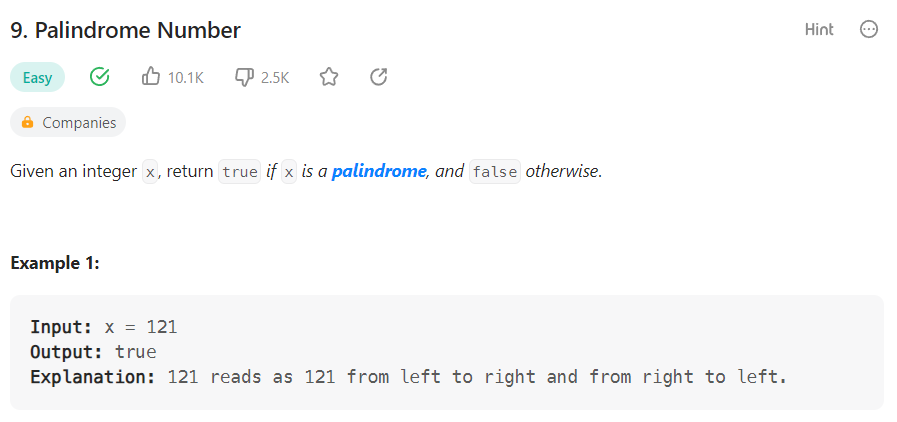 9. Palindrome Number
Hint
Easy
10.1K
2.5K
Companies
Given an integer x, return true if x is a palindrome, and false otherwise.
Example 1:
Input: x = 121
Output: true
Explanation: 121 reads as 121 from left to right and from right to left.